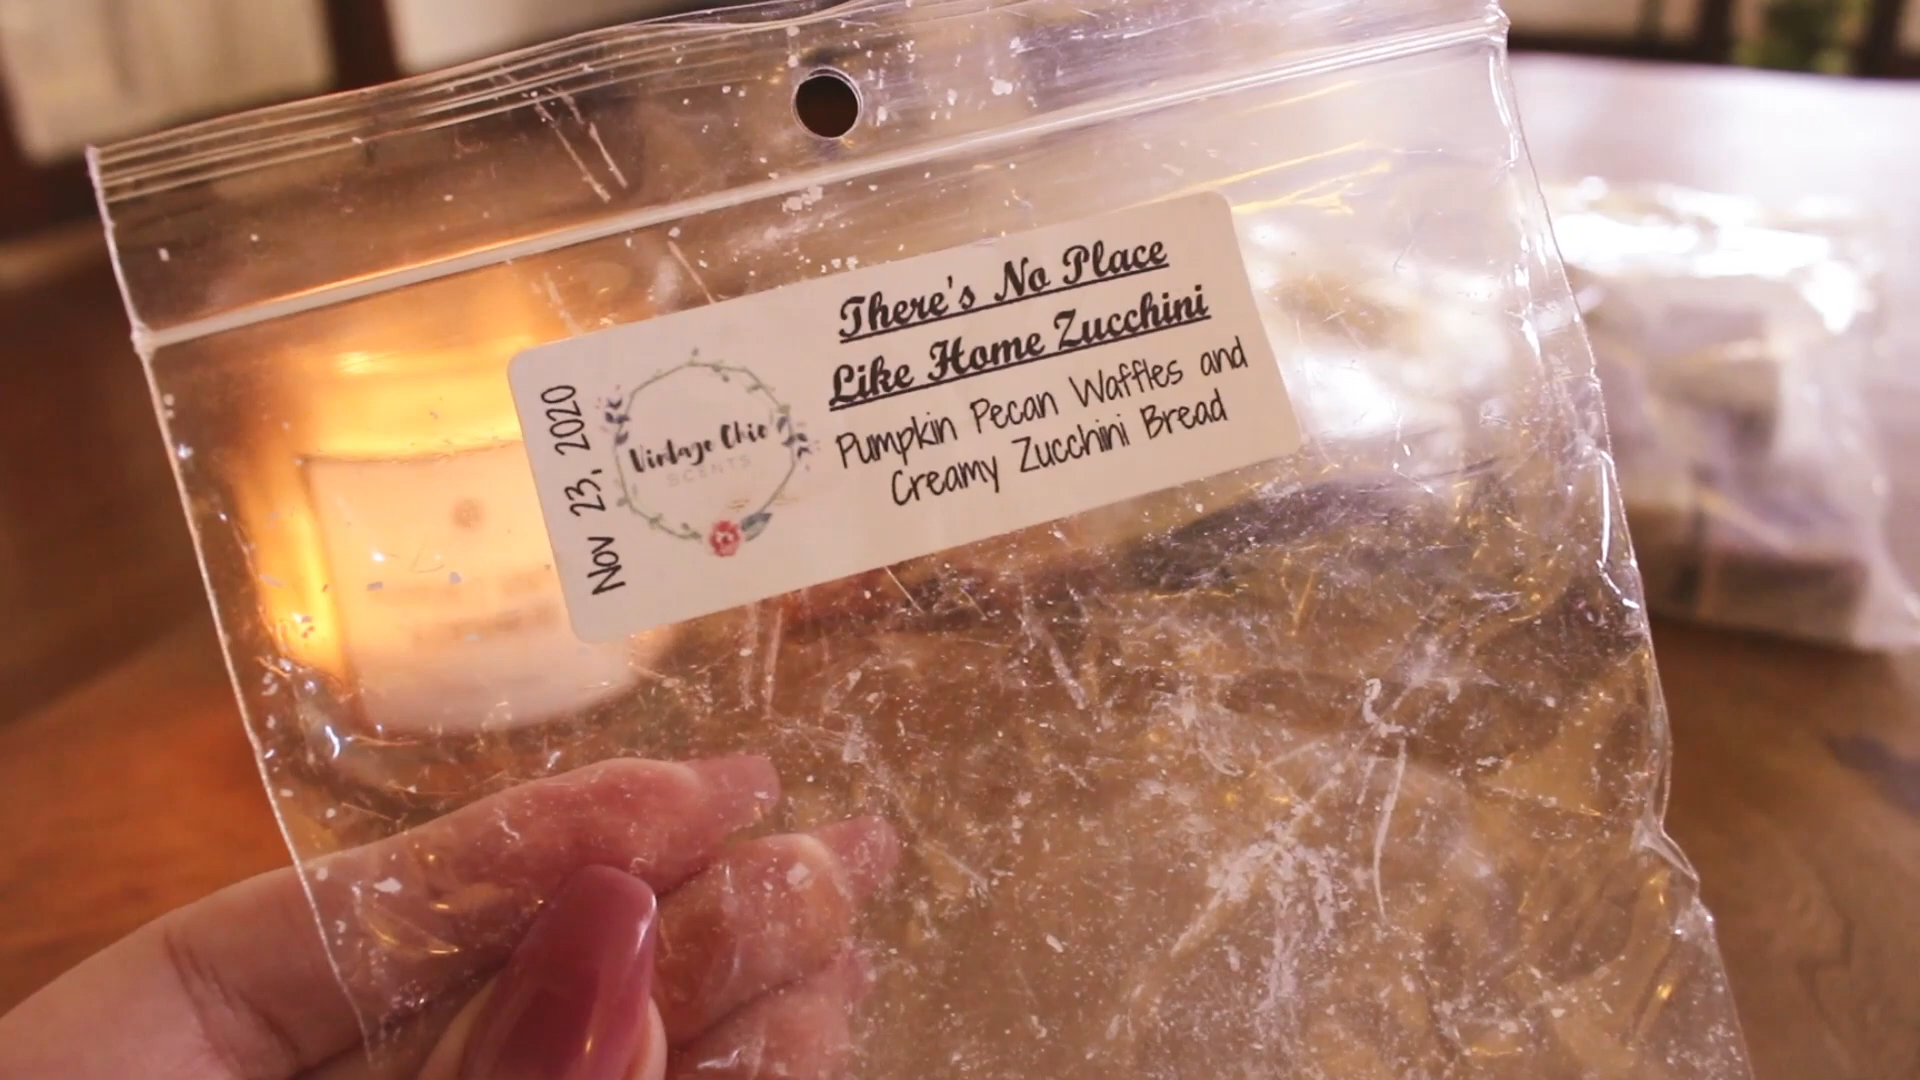 There's No Place
Like Home Zucchini
Pumpkin Pecan Waffles and
Creamy Zucchini Bread
Vintage Chic
SCENTS
Nov 23, 2020